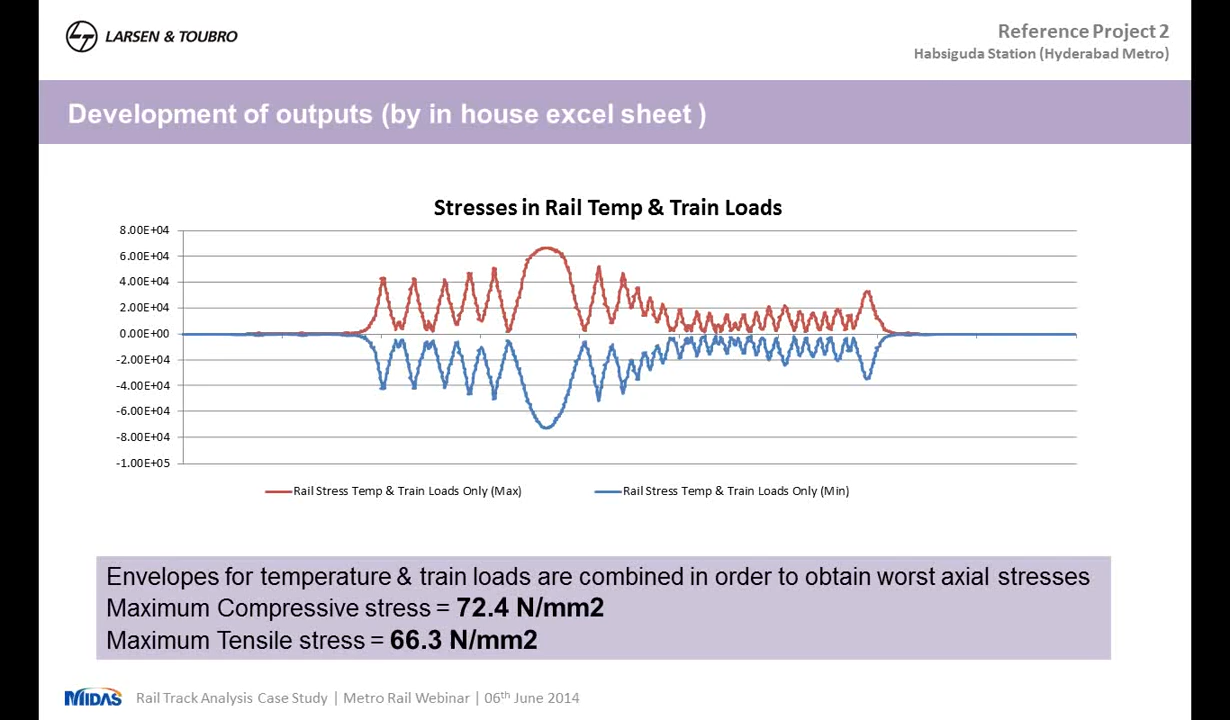 LARSEN & TOUBRO
Reference Project 2
Habsiguda Station (Hyderabad Metro)
Development of outputs (by in house excel sheet )
Stresses in Rail Temp & Train Loads
8.00E+04
6.00E+04
4.00E+04
2.00E+04
0.00E+00
-2.00E+04
-4.00E+04
-6.00E+04
-8.00E+04
-1.00E+05
Rail Stress Temp & Train Loads Only (Max)
Rail Stress Temp & Train Loads Only (Min)
Envelopes for temperature & train loads are combined in order to obtain worst axial stresses
Maximum Compressive stress = 72.4 N/mm2
Maximum Tensile stress = 66.3 N/mm2
MIDAS Rail Track Analysis Case Study | Metro Rail Webinar | 06th June 2014